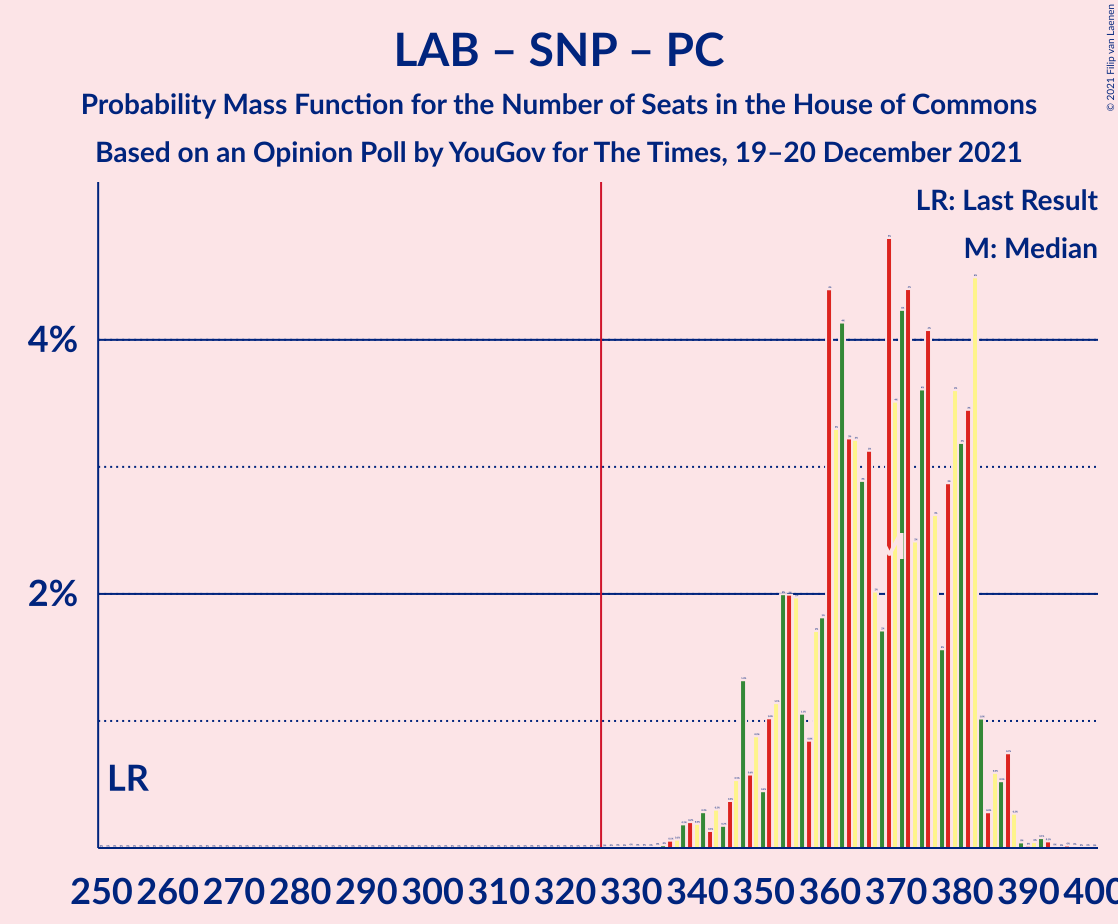 LAB – SNP – PC
Probability Mass Function for the Number of Seats in the House of Commons
Based on an Opinion Poll by YouGov for The Times, 19–20 December 2021
© 2021 Filip van Laenen
LR: Last Result
M: Median
4%
2%
LR
250 260 270 280 290 300 310 320 330 340 350 360 370 380 390 400